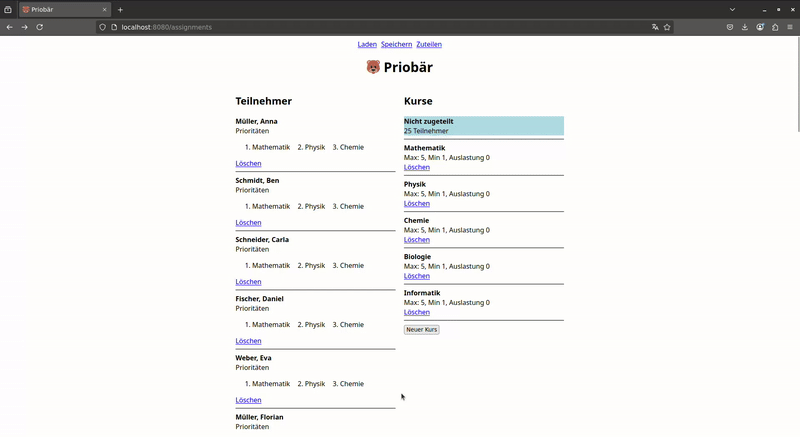 Priobär
localhost:8080/assignments
Laden Speichern Zuteilen
Priobär
Teilnehmer
Müller, Anna
Prioritäten
1. Mathematik 2. Physik 3. Chemie
Löschen
Schmidt, Ben
Prioritäten
1. Mathematik 2. Physik 3. Chemie
Löschen
Schneider, Carla
Prioritäten
1. Mathematik 2. Physik 3. Chemie
Löschen
Fischer, Daniel
Prioritäten
1. Mathematik 2. Physik 3. Chemie
Löschen
Weber, Eva
Prioritäten
1. Mathematik 2. Physik 3. Chemie
Löschen
Müller, Florian
Prioritäten
Kurse
Nicht zugeteilt
25 Teilnehmer
Mathematik
Max: 5, Min 1, Auslastung 0
Löschen
Physik
Max: 5, Min 1, Auslastung 0
Löschen
Chemie
Max: 5, Min 1, Auslastung 0
Löschen
Biologie
Max: 5, Min 1, Auslastung 0
Löschen
Informatik
Max: 5, Min 1, Auslastung 0
Löschen
Neuer Kurs